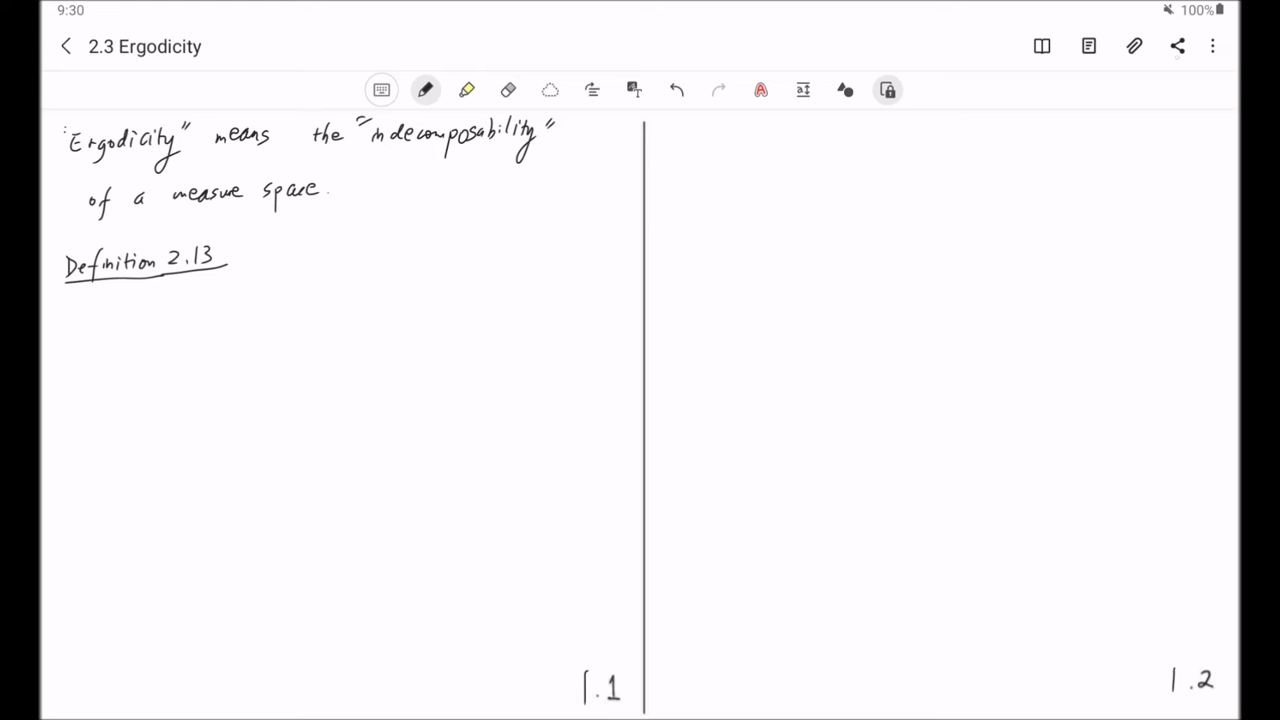 9:30
100%
2.3 Ergodicity
"Ergodicity" means the "indecomposability"
of a measure space.
Definition 2.13
1.1
1.2